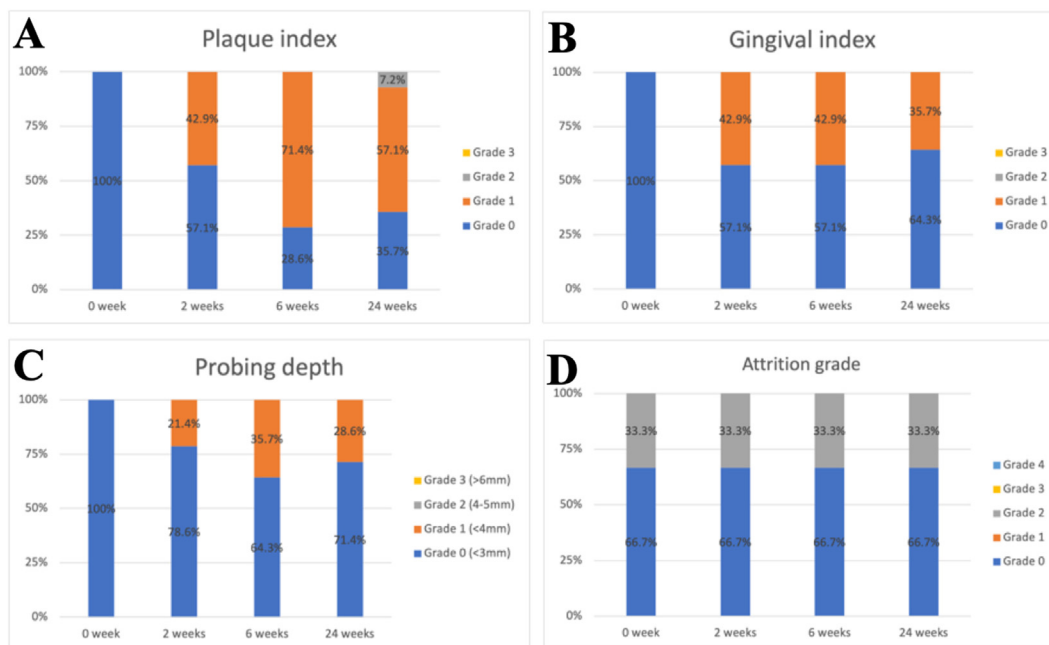 A
Plaque index
100%
75%
50%
25%
0%
100%
42.9%
57.1%
71.4%
28.6%
7.2%
57.1%
35.7%
0 week
2 weeks
6 weeks
24 weeks
Grade 3
Grade 2
Grade 1
Grade 0
B
Gingival index
100%
75%
50%
25%
0%
100%
42.9%
57.1%
42.9%
57.1%
35.7%
64.3%
0 week
2 weeks
6 weeks
24 weeks
Grade 3
Grade 2
Grade 1
Grade 0
C
Probing depth
100%
75%
50%
25%
0%
100%
21.4%
78.6%
35.7%
64.3%
28.6%
71.4%
0 week
2 weeks
6 weeks
24 weeks
Grade 3 (>6mm)
Grade 2 (4-5mm)
Grade 1 (<4mm)
Grade 0 (<3mm)
D
Attrition grade
100%
75%
50%
25%
0%
33.3%
66.7%
33.3%
66.7%
33.3%
66.7%
33.3%
66.7%
0 week
2 weeks
6 weeks
24 weeks
Grade 4
Grade 3
Grade 2
Grade 1
Grade 0